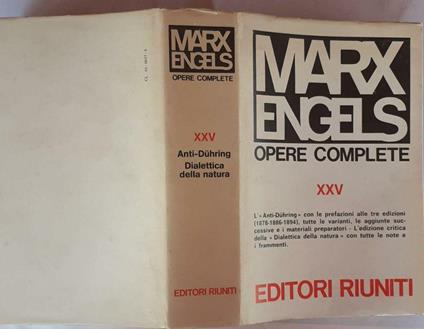 MARX
ENGELS
OPERE COMPLETE
XXV
Anti-Dühring
Dialettica
della natura
EDITORI RIUNITI
MARX
ENGELS
OPERE COMPLETE
XXV
L'«Anti-Dühring» con le prefazioni alle tre edizioni
(1878-1886-1894), tutte le varianti, le aggiunte suc-
cessive e i materiali preparatori - L'edizione critica
della «Dialettica della natura» con tutte le note e
i frammenti.
EDITORI RIUNITI